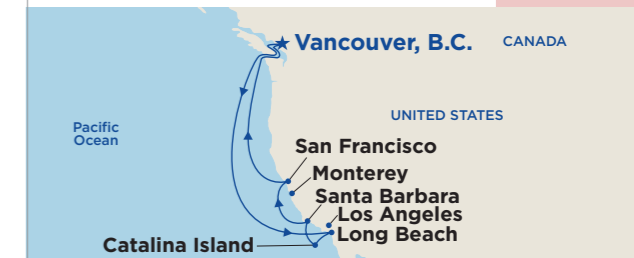 Vancouver, B.C.
CANADA
UNITED STATES
Pacific
Ocean
San Francisco
Monterey
Santa Barbara
Los Angeles
Long Beach
Catalina Island